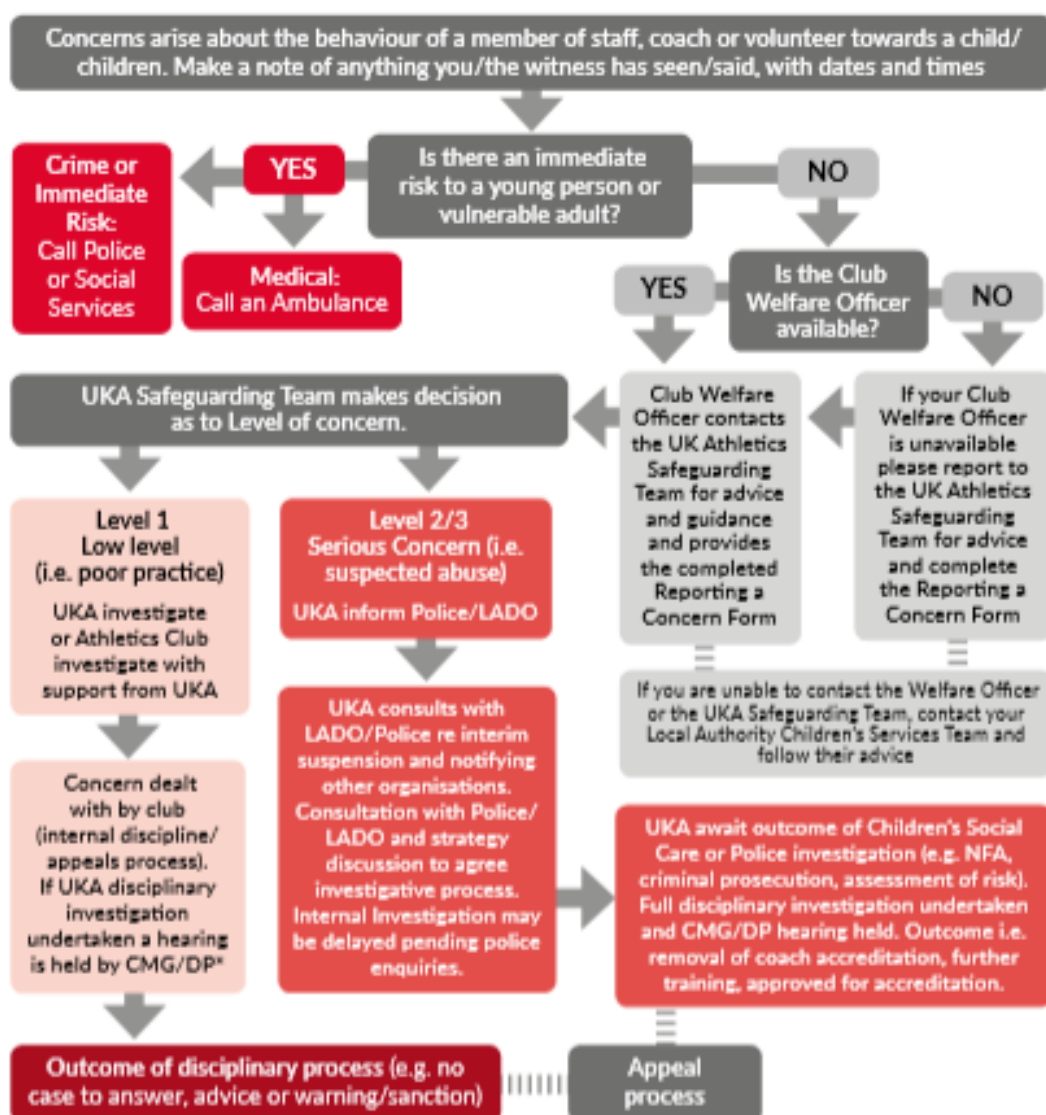 Concerns arise about the behaviour of a member of staff, coach or volunteer towards a child/
children. Make a note of anything you/the witness has seen/said, with dates and times
Is there an immediate
risk to a young person or
vulnerable adult?
YES
NO
Crime or
Immediate
Risk:
Call Police
or Social
Services
Medical:
Call an Ambulance
Is the Club
Welfare Officer
available?
YES
NO
UKA Safeguarding Team makes decision
as to Level of concern.
Club Welfare
Officer contacts
the UK Athletics
Safeguarding
Team for advice
and guidance
and provides
the completed
Reporting a
Concern Form
If your Club
Welfare Officer
is unavailable
please report to
the UK Athletics
Safeguarding
Team for advice
and complete
the Reporting a
Concern Form
If you are unable to contact the Welfare Officer
or the UKA Safeguarding Team, contact your
Local Authority Children's Services Team and
follow their advice
Level 1
Low level
(i.e. poor practice)
UKA investigate
or Athletics Club
investigate with
support from UKA
Level 2/3
Serious Concern (i.e.
suspected abuse)
UKA inform Police/LADO
Concern dealt
with by club
(internal discipline/
appeals process).
If UKA disciplinary
investigation
undertaken a hearing
is held by CMG/DP*
UKA consults with
LADO/Police re interim
suspension and notifying
other organisations.
Consultation with Police/
LADO and strategy
discussion to agree
investigative process.
Internal Investigation may
be delayed pending police
enquiries.
UKA await outcome of Children's Social
Care or Police investigation (e.g. NFA,
criminal prosecution, assessment of risk).
Full disciplinary investigation undertaken
and CMG/DP hearing held. Outcome i.e.
removal of coach accreditation, further
training, approved for accreditation.
Outcome of disciplinary process (e.g. no
case to answer, advice or warning/sanction)
Appeal
process